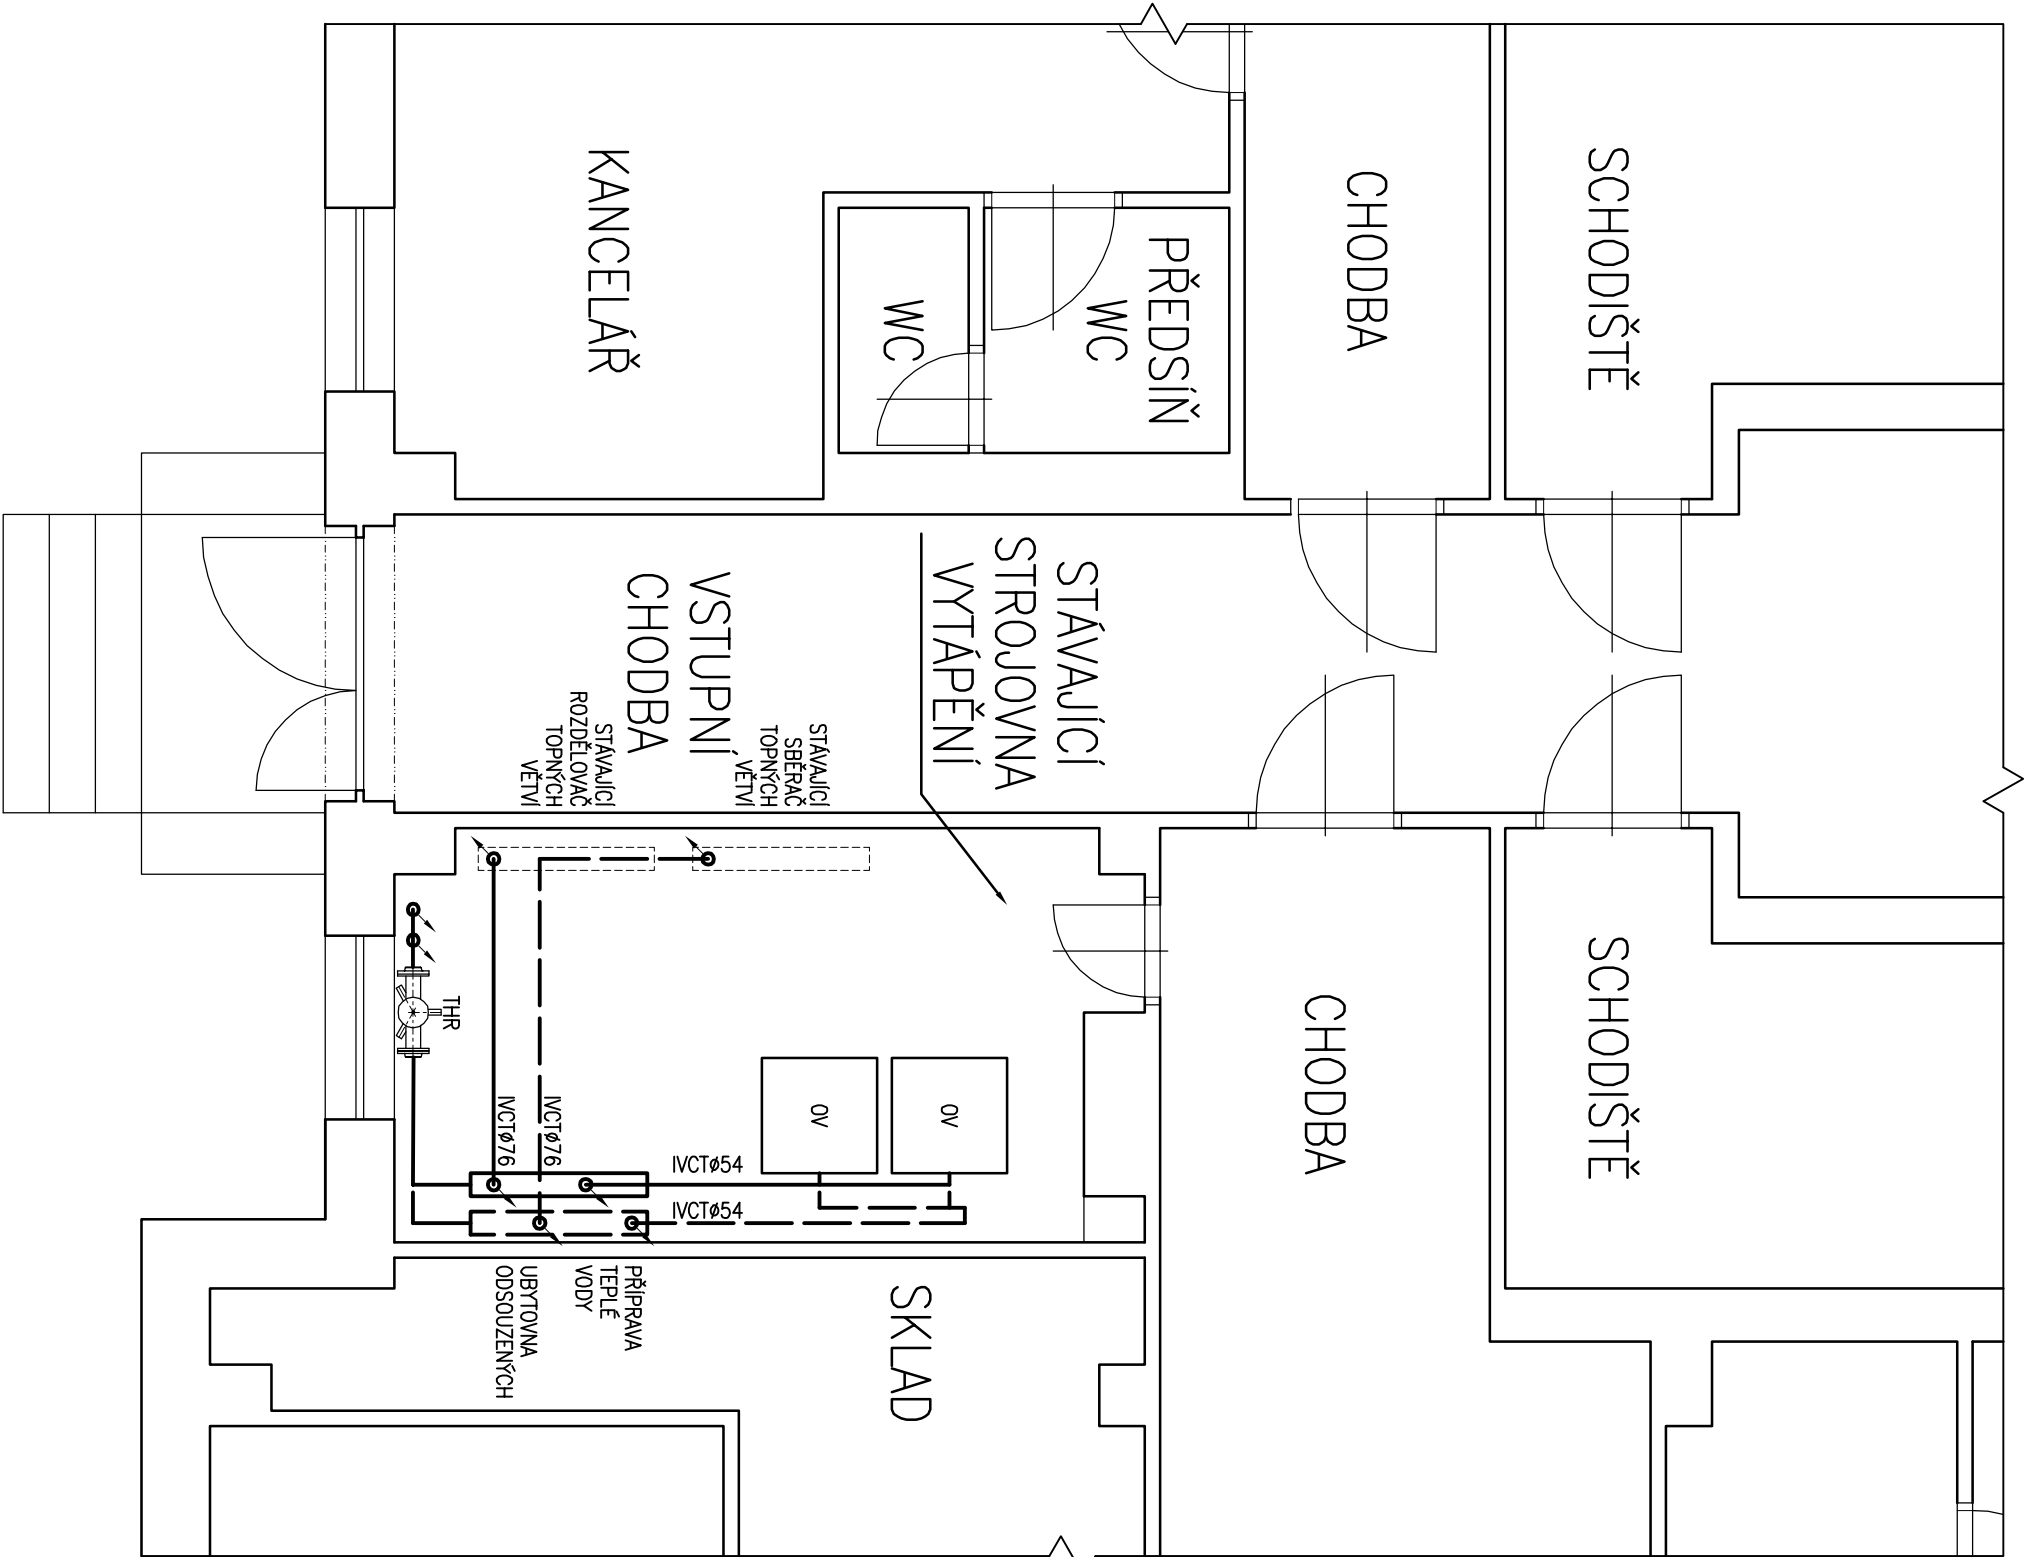 SCHODIŠTĚ
CHODBA
PŘEDSÍŇ
WC
WC
KANCELÁŘ
STÁVAJÍCÍ
STROJOVNA
VYTÁPĚNÍ
VSTUPNÍ
CHODBA
STÁVAJÍCÍ
SBĚRAČ
TOPNÝCH
VĚTVÍ
STÁVAJÍCÍ
ROZDĚLOVAČ
TOPNÝCH
VĚTVÍ
SCHODIŠTĚ
CHODBA
THR
OV
OV
IVCTø76
IVCTø76
IVCTø54
IVCTø54
PŘÍPRAVA
TEPLÉ
VODY
UBYTOVNA
ODSOUZENÝCH
SKLAD